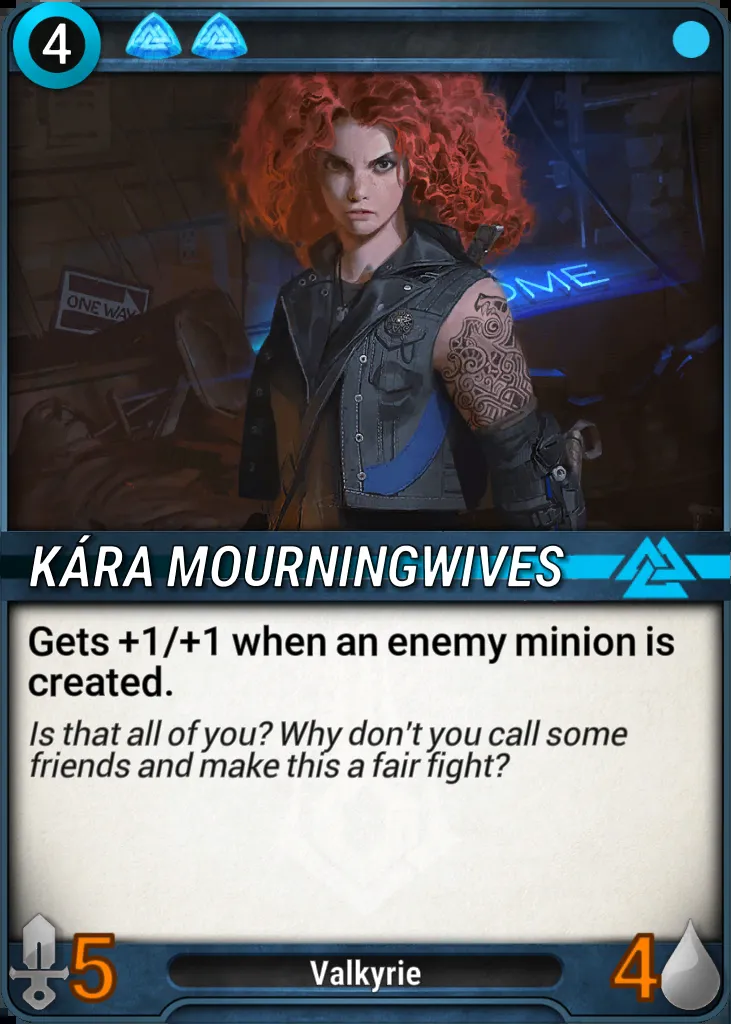 4
ONE WAY
OME
KÁRA MOURNINGWIVES
Gets +1/+1 when an enemy minion is
created.
Is that all of you? Why don't you call some
friends and make this a fair fight?
5
Valkyrie
4